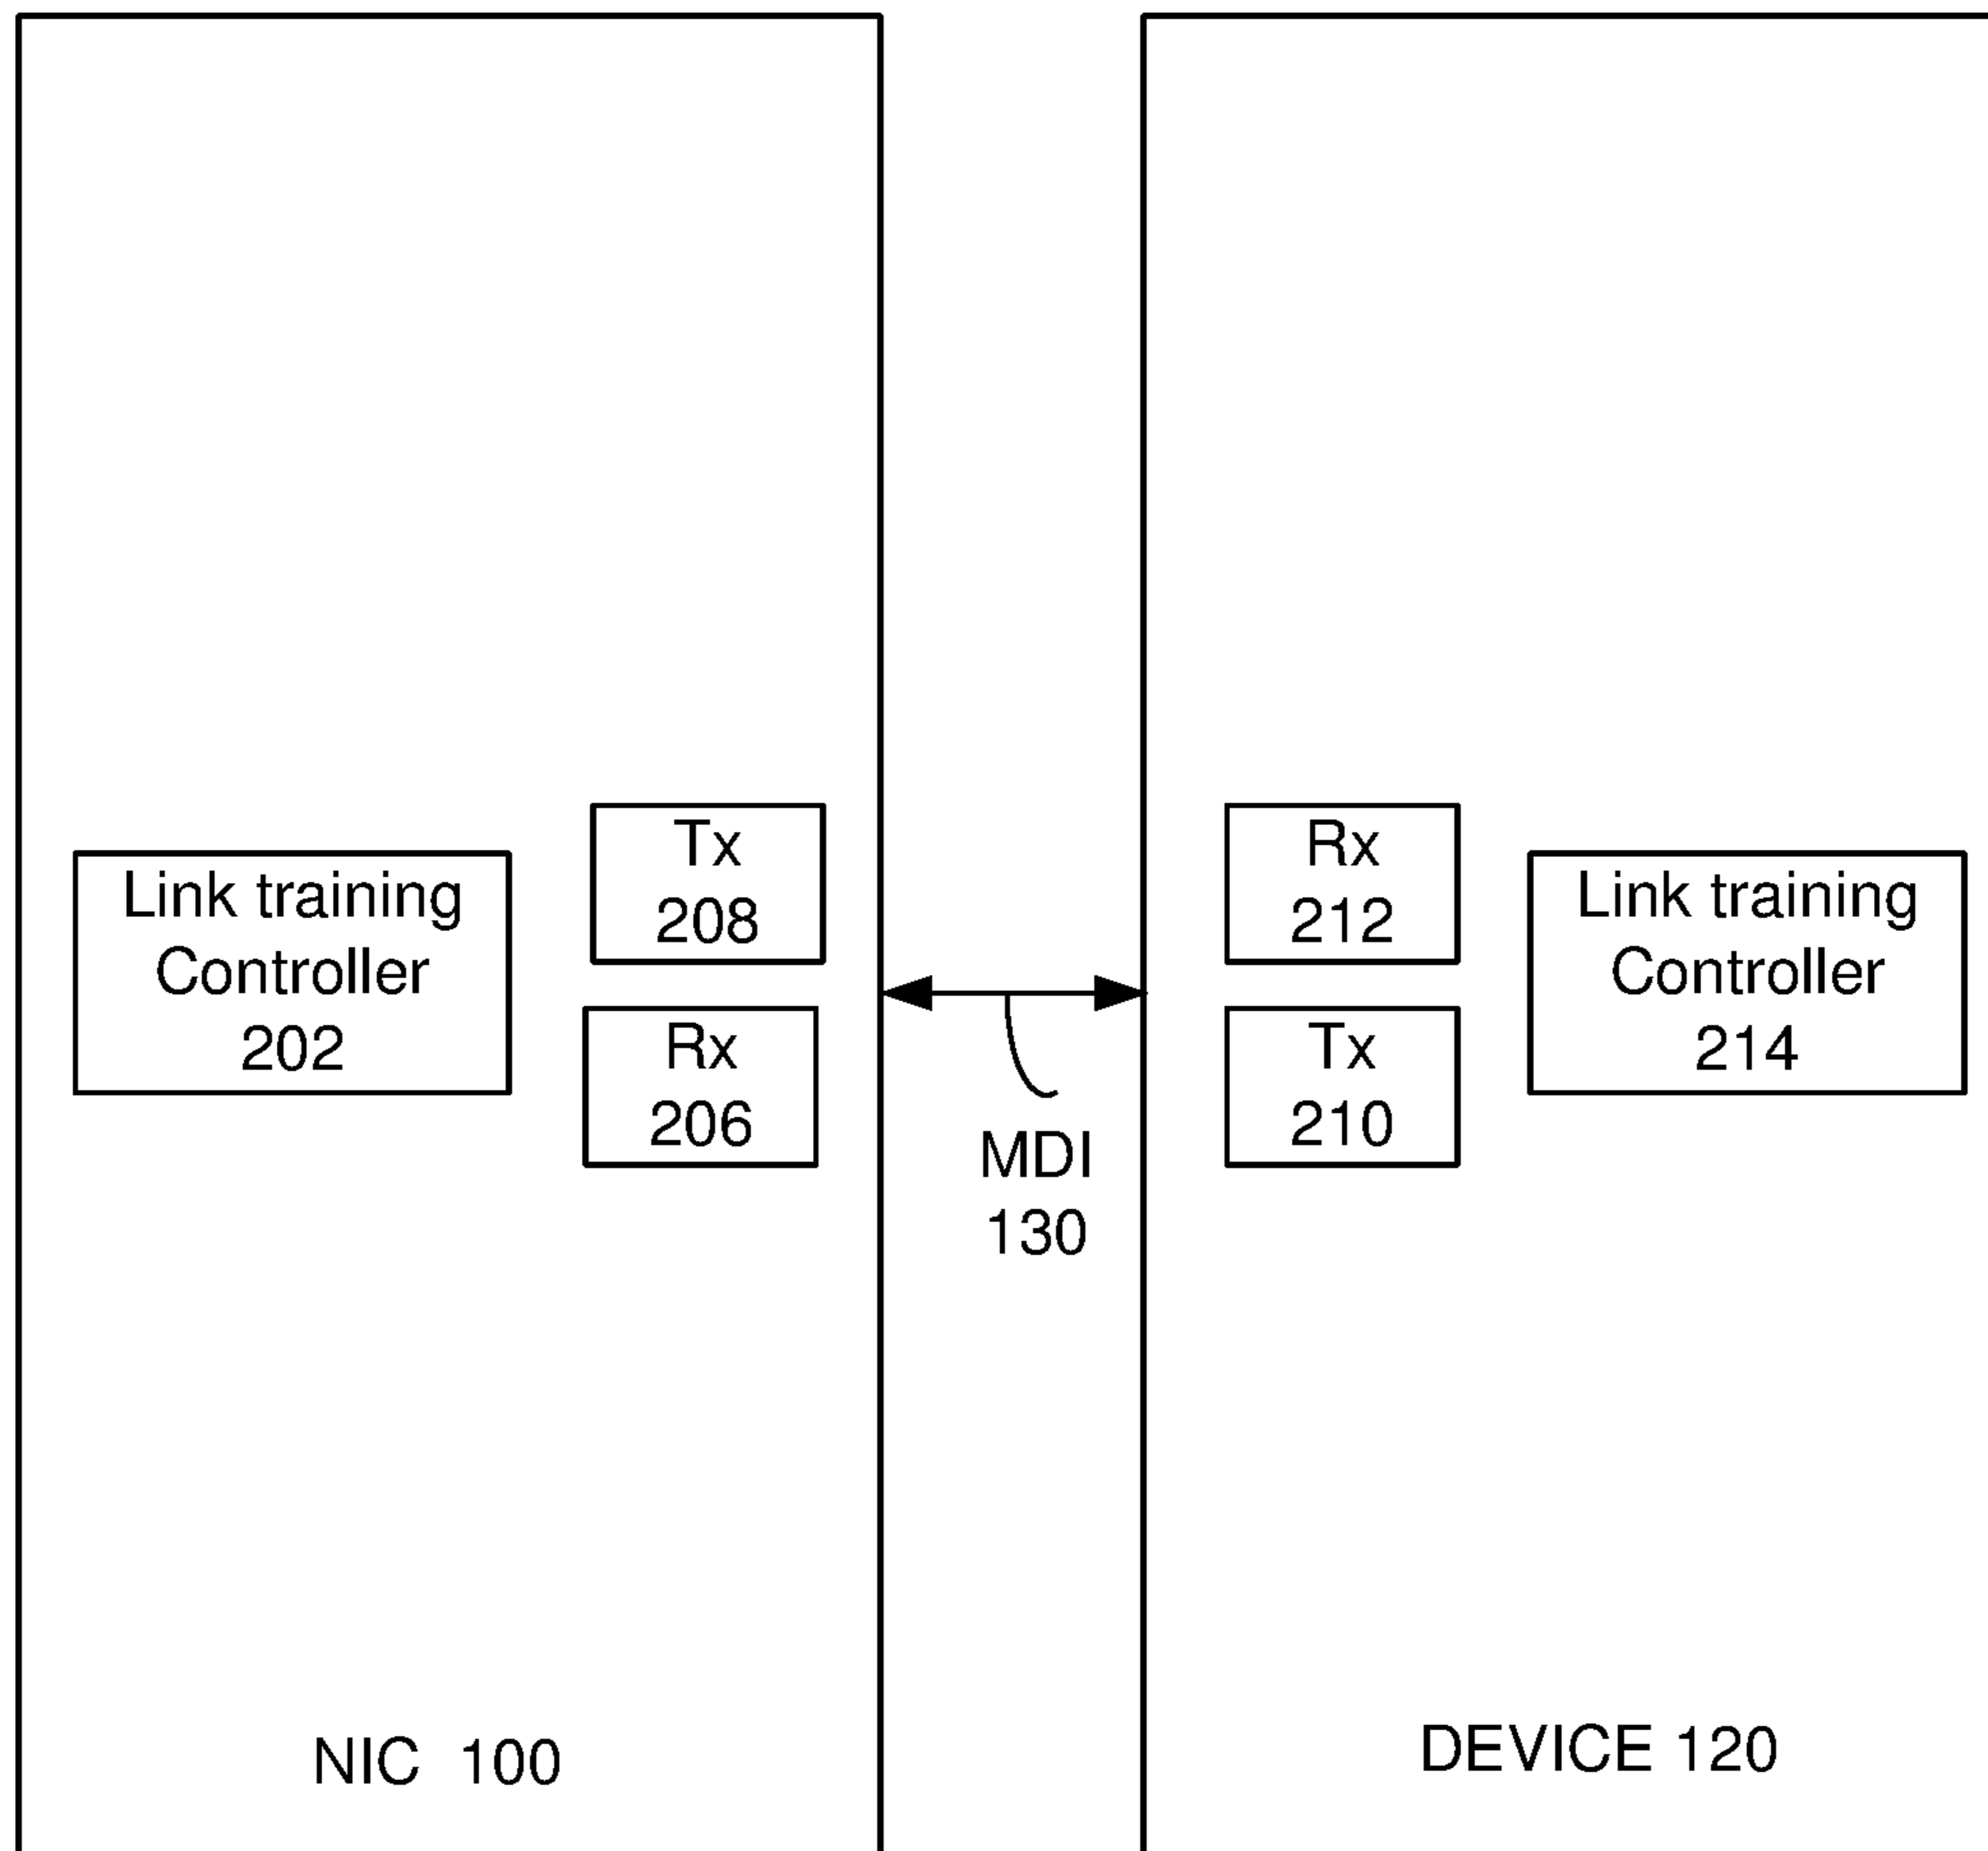 Link training
Controller
202
Tx
208
Rx
206
MDI
130
Rx
212
Tx
210
Link training
Controller
214
NIC 100
DEVICE 120